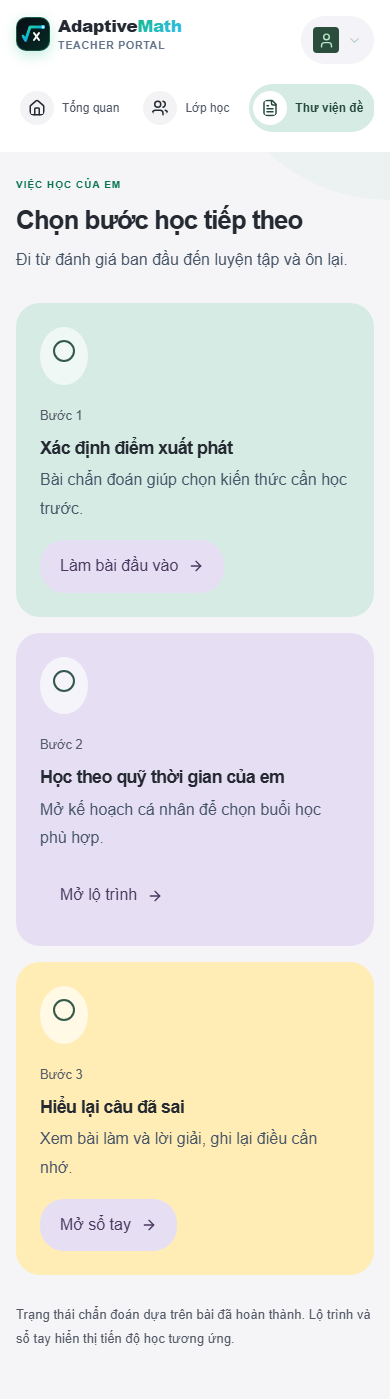 AdaptiveMath
TEACHER PORTAL
Tổng quan
Lớp học
Thư viện đề
VIỆC HỌC CỦA EM
Chọn bước học tiếp theo
Đi từ đánh giá ban đầu đến luyện tập và ôn lại.
Bước 1
Xác định điểm xuất phát
Bài chẩn đoán giúp chọn kiến thức cần học
trước.
Làm bài đầu vào
Bước 2
Học theo quỹ thời gian của em
Mở kế hoạch cá nhân để chọn buổi học
phù hợp.
Mở lộ trình
Bước 3
Hiểu lại câu đã sai
Xem bài làm và lời giải, ghi lại điều cần
nhớ.
Mở sổ tay
Trạng thái chẩn đoán dựa trên bài đã hoàn thành. Lộ trình và
sổ tay hiển thị tiến độ học tương ứng.